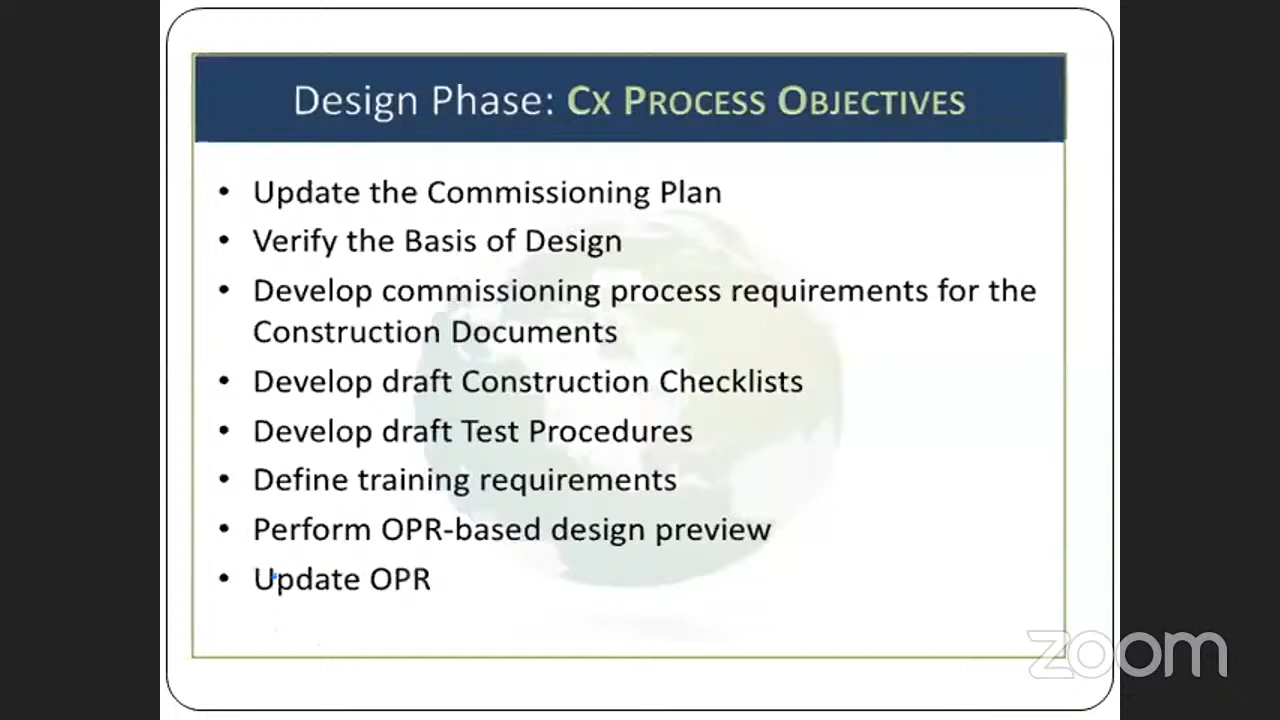 Design Phase: CX PROCESS OBJECTIVES
• Update the Commissioning Plan
• Verify the Basis of Design
• Develop commissioning process requirements for the
Construction Documents
• Develop draft Construction Checklists
• Develop draft Test Procedures
• Define training requirements
• Perform OPR-based design preview
• Update OPR
zoom